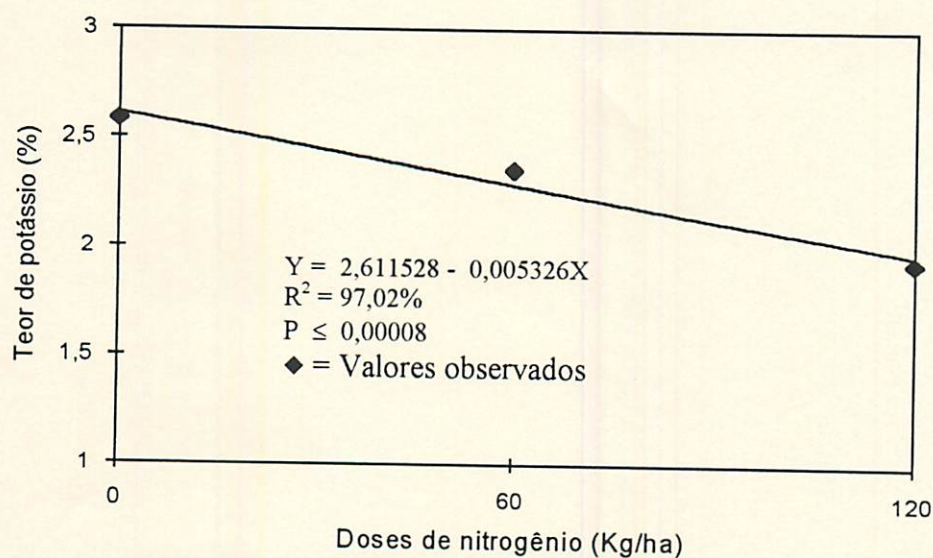 3
2,5
2
1,5
1
Teor de potássio (%)
Y = 2,611528 - 0,005326X
R² = 97,02%
P ≤ 0,00008
◆ = Valores observados
0
60
120
Doses de nitrogênio (Kg/ha)